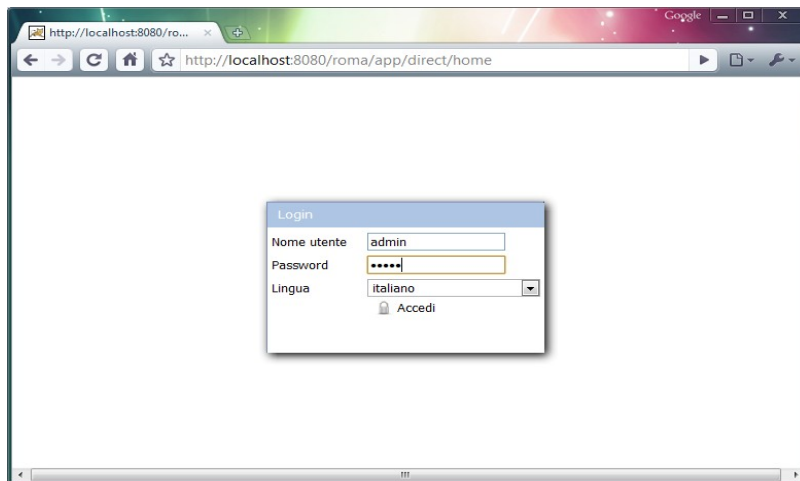 Google
http://localhost:8080/ro...
http://localhost:8080/roma/app/direct/home
Login
Nome utente admin
Password •••••
Lingua italiano
Accedi